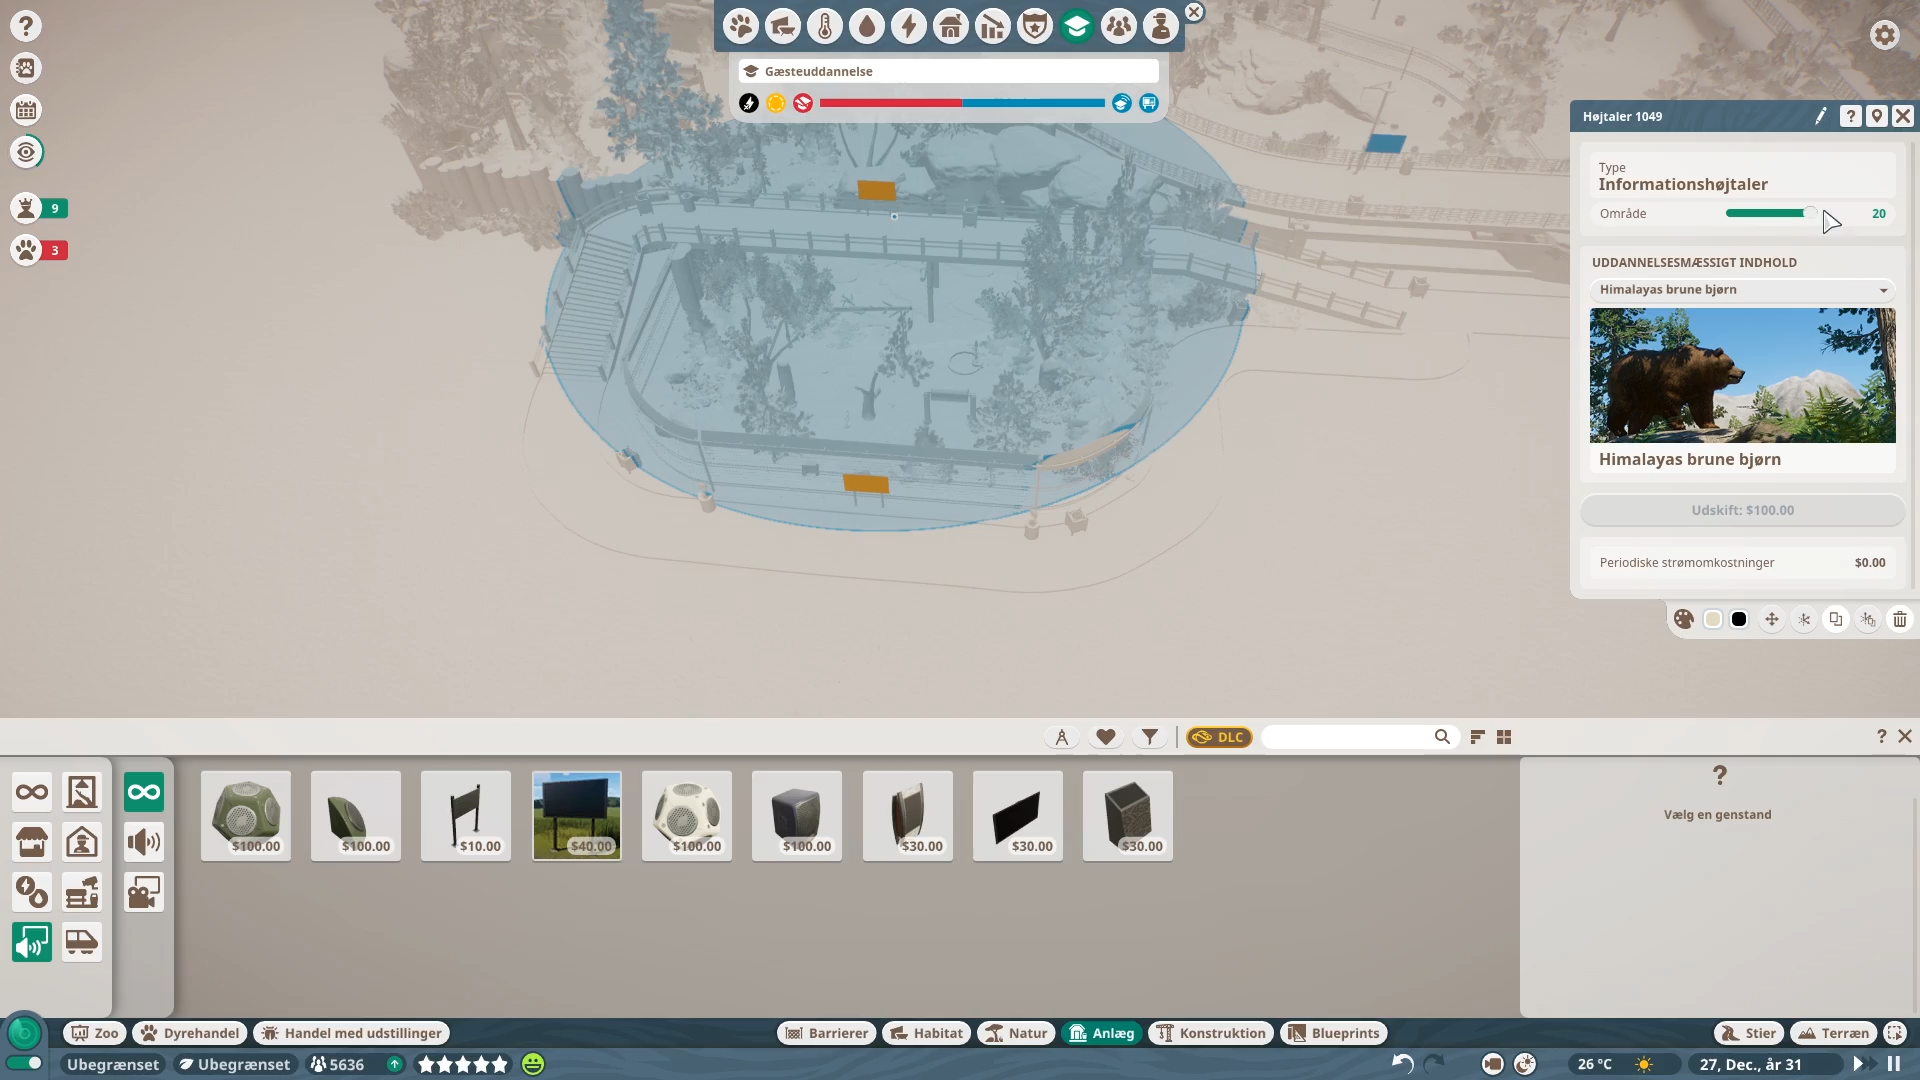 Gæsteuddannelse
9
3
Højtaler 1049
?
Type
Informationshøjtaler
Område
20
UDDANNELSESMÆSSIGT INDHOLD
Himalayas brune bjørn
Himalayas brune bjørn
Udskift: $100.00
Periodiske strømomkostninger
$0.00
DLC
?
$100.00
$100.00
$10.00
$40.00
$100.00
$100.00
$30.00
$30.00
$30.00
?
Vælg en genstand
Zoo
Dyrehandel
Handel med udstillinger
Barrierer
Habitat
Natur
Anlæg
Konstruktion
Blueprints
Stier
Terræn
Ubegrænset
Ubegrænset
5636
26 °C
27, Dec., år 31